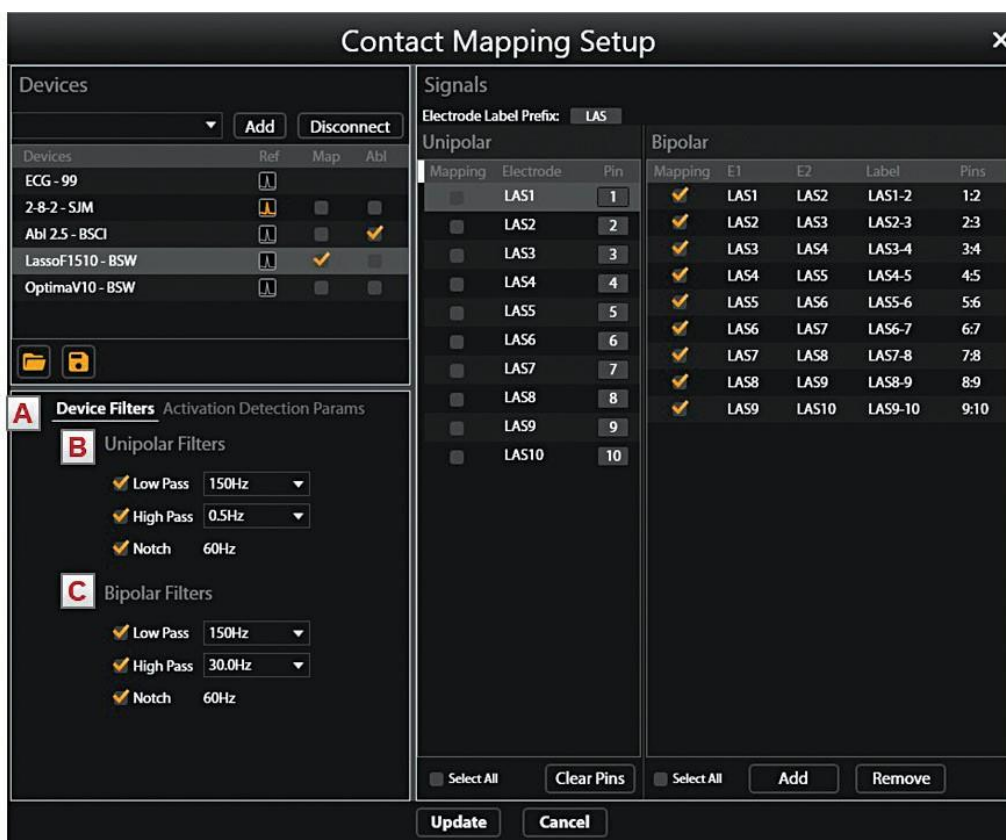 Contact Mapping Setup
Devices
Add Disconnect
Devices Ref Map Abl
ECG - 99
2-8-2 - SJM
Abl 2.5 - BSCI
LassoF1510 - BSW
OptimaV10 - BSW
A Device Filters Activation Detection Params
B Unipolar Filters
Low Pass 150Hz
High Pass 0.5Hz
Notch 60Hz
C Bipolar Filters
Low Pass 150Hz
High Pass 30.0Hz
Notch 60Hz
Signals
Electrode Label Prefix: LAS
Unipolar
Mapping Electrode Pin
LAS1 1
LAS2 2
LAS3 3
LAS4 4
LAS5 5
LAS6 6
LAS7 7
LAS8 8
LAS9 9
LAS10 10
Select All Clear Pins
Bipolar
Mapping E1 E2 Label Pins
LAS1 LAS2 LAS1-2 1:2
LAS2 LAS3 LAS2-3 2:3
LAS3 LAS4 LAS3-4 3:4
LAS4 LAS5 LAS4-5 4:5
LAS5 LAS6 LAS5-6 5:6
LAS6 LAS7 LAS6-7 6:7
LAS7 LAS8 LAS7-8 7:8
LAS8 LAS9 LAS8-9 8:9
LAS9 LAS10 LAS9-10 9:10
Select All Add Remove
Update Cancel